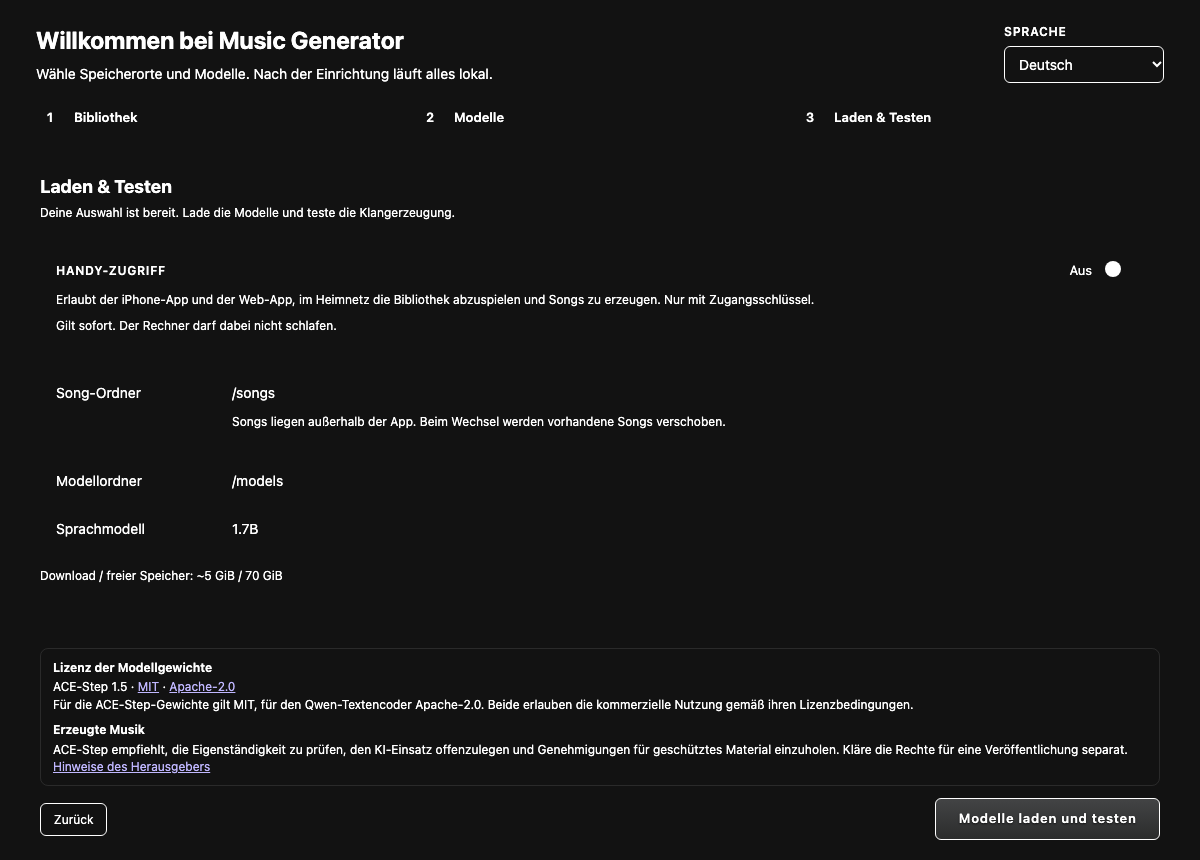 Willkommen bei Music Generator
Wähle Speicherorte und Modelle. Nach der Einrichtung läuft alles lokal.
SPRACHE
Deutsch
1 Bibliothek
2 Modelle
3 Laden & Testen
Laden & Testen
Deine Auswahl ist bereit. Lade die Modelle und teste die Klangerzeugung.
HANDY-ZUGRIFF
Aus
Erlaubt der iPhone-App und der Web-App, im Heimnetz die Bibliothek abzuspielen und Songs zu erzeugen. Nur mit Zugangsschlüssel.
Gilt sofort. Der Rechner darf dabei nicht schlafen.
Song-Ordner /songs
Songs liegen außerhalb der App. Beim Wechsel werden vorhandene Songs verschoben.
Modellordner /models
Sprachmodell 1.7B
Download / freier Speicher: ~5 GiB / 70 GiB
Lizenz der Modellgewichte
ACE-Step 1.5 · MIT · Apache-2.0
Für die ACE-Step-Gewichte gilt MIT, für den Qwen-Textencoder Apache-2.0. Beide erlauben die kommerzielle Nutzung gemäß ihren Lizenzbedingungen.
Erzeugte Musik
ACE-Step empfiehlt, die Eigenständigkeit zu prüfen, den KI-Einsatz offenzulegen und Genehmigungen für geschütztes Material einzuholen. Kläre die Rechte für eine Veröffentlichung separat.
Hinweise des Herausgebers
Zurück
Modelle laden und testen